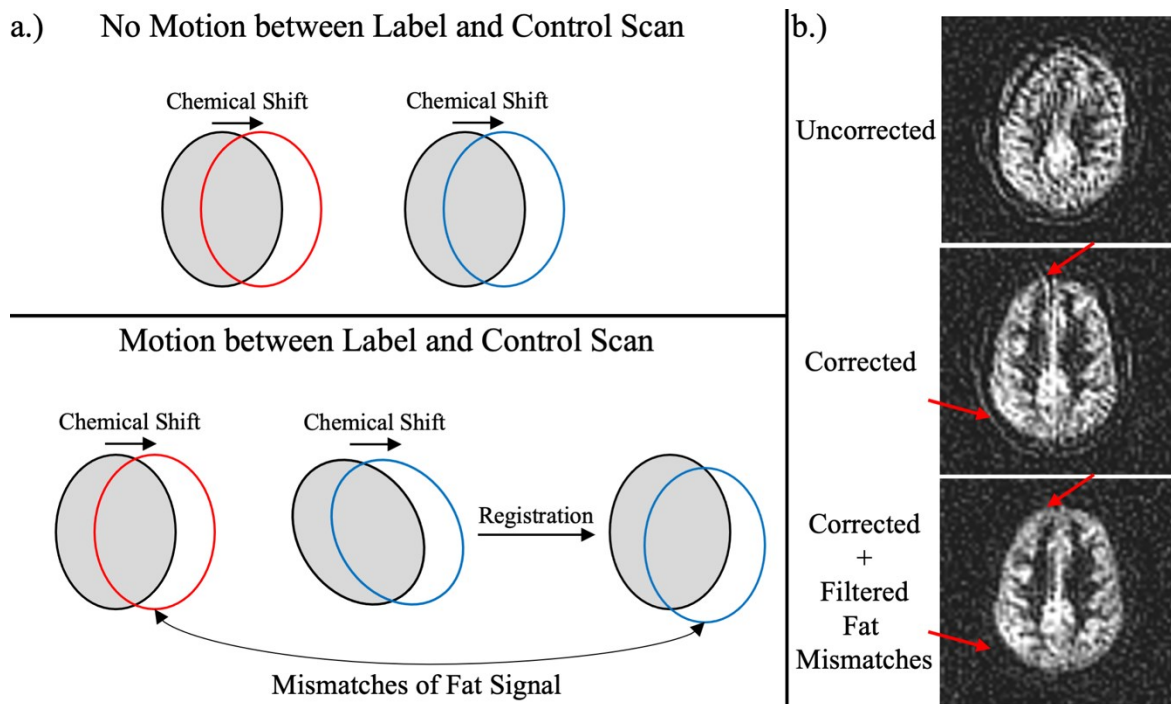 a.) No Motion between Label and Control Scan
Chemical Shift
Chemical Shift
Motion between Label and Control Scan
Chemical Shift
Chemical Shift
Registration
Mismatches of Fat Signal
b.)
Uncorrected
Corrected
Corrected
+
Filtered
Fat
Mismatches